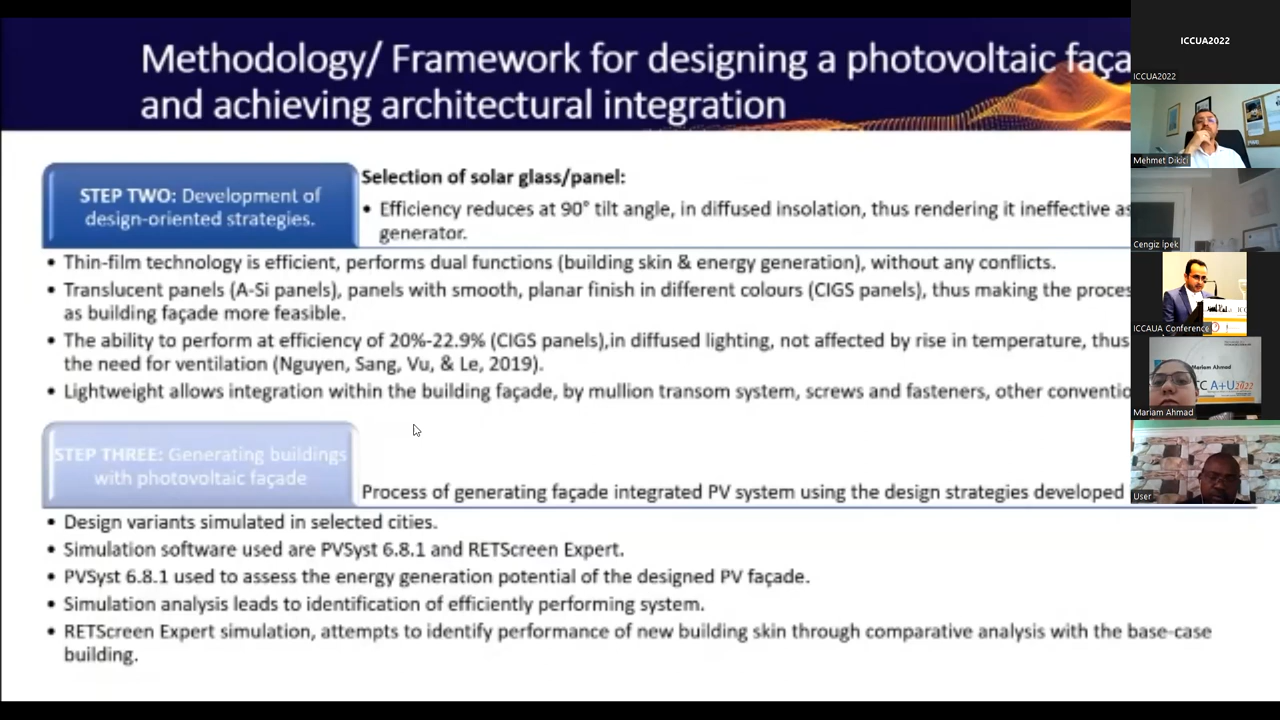 Methodology/ Framework for designing a photovoltaic faça
and achieving architectural integration
STEP TWO: Development of
design-oriented strategies.
Selection of solar glass/panel:
• Efficiency reduces at 90° tilt angle, in diffused insolation, thus rendering it ineffective as
generator.
• Thin-film technology is efficient, performs dual functions (building skin & energy generation), without any conflicts.
• Translucent panels (A-Si panels), panels with smooth, planar finish in different colours (CIGS panels), thus making the proces
as building façade more feasible.
• The ability to perform at efficiency of 20%-22.9% (CIGS panels),in diffused lighting, not affected by rise in temperature, thus
the need for ventilation (Nguyen, Sang, Vu, & Le, 2019).
• Lightweight allows integration within the building façade, by mullion transom system, screws and fasteners, other conventio
STEP THREE: Generating buildings
with photovoltaic façade
Process of generating façade integrated PV system using the design strategies developed
• Design variants simulated in selected cities.
• Simulation software used are PVSyst 6.8.1 and RETScreen Expert.
• PVSyst 6.8.1 used to assess the energy generation potential of the designed PV façade.
• Simulation analysis leads to identification of efficiently performing system.
• RETScreen Expert simulation, attempts to identify performance of new building skin through comparative analysis with the base-case
building.
ICCUA2022
ICCUA2022
Mehmet Dikici
Cengiz İpek
ICCAUA Conference
Mariam Ahmad
CC A+U2022
Mariam Ahmad
User